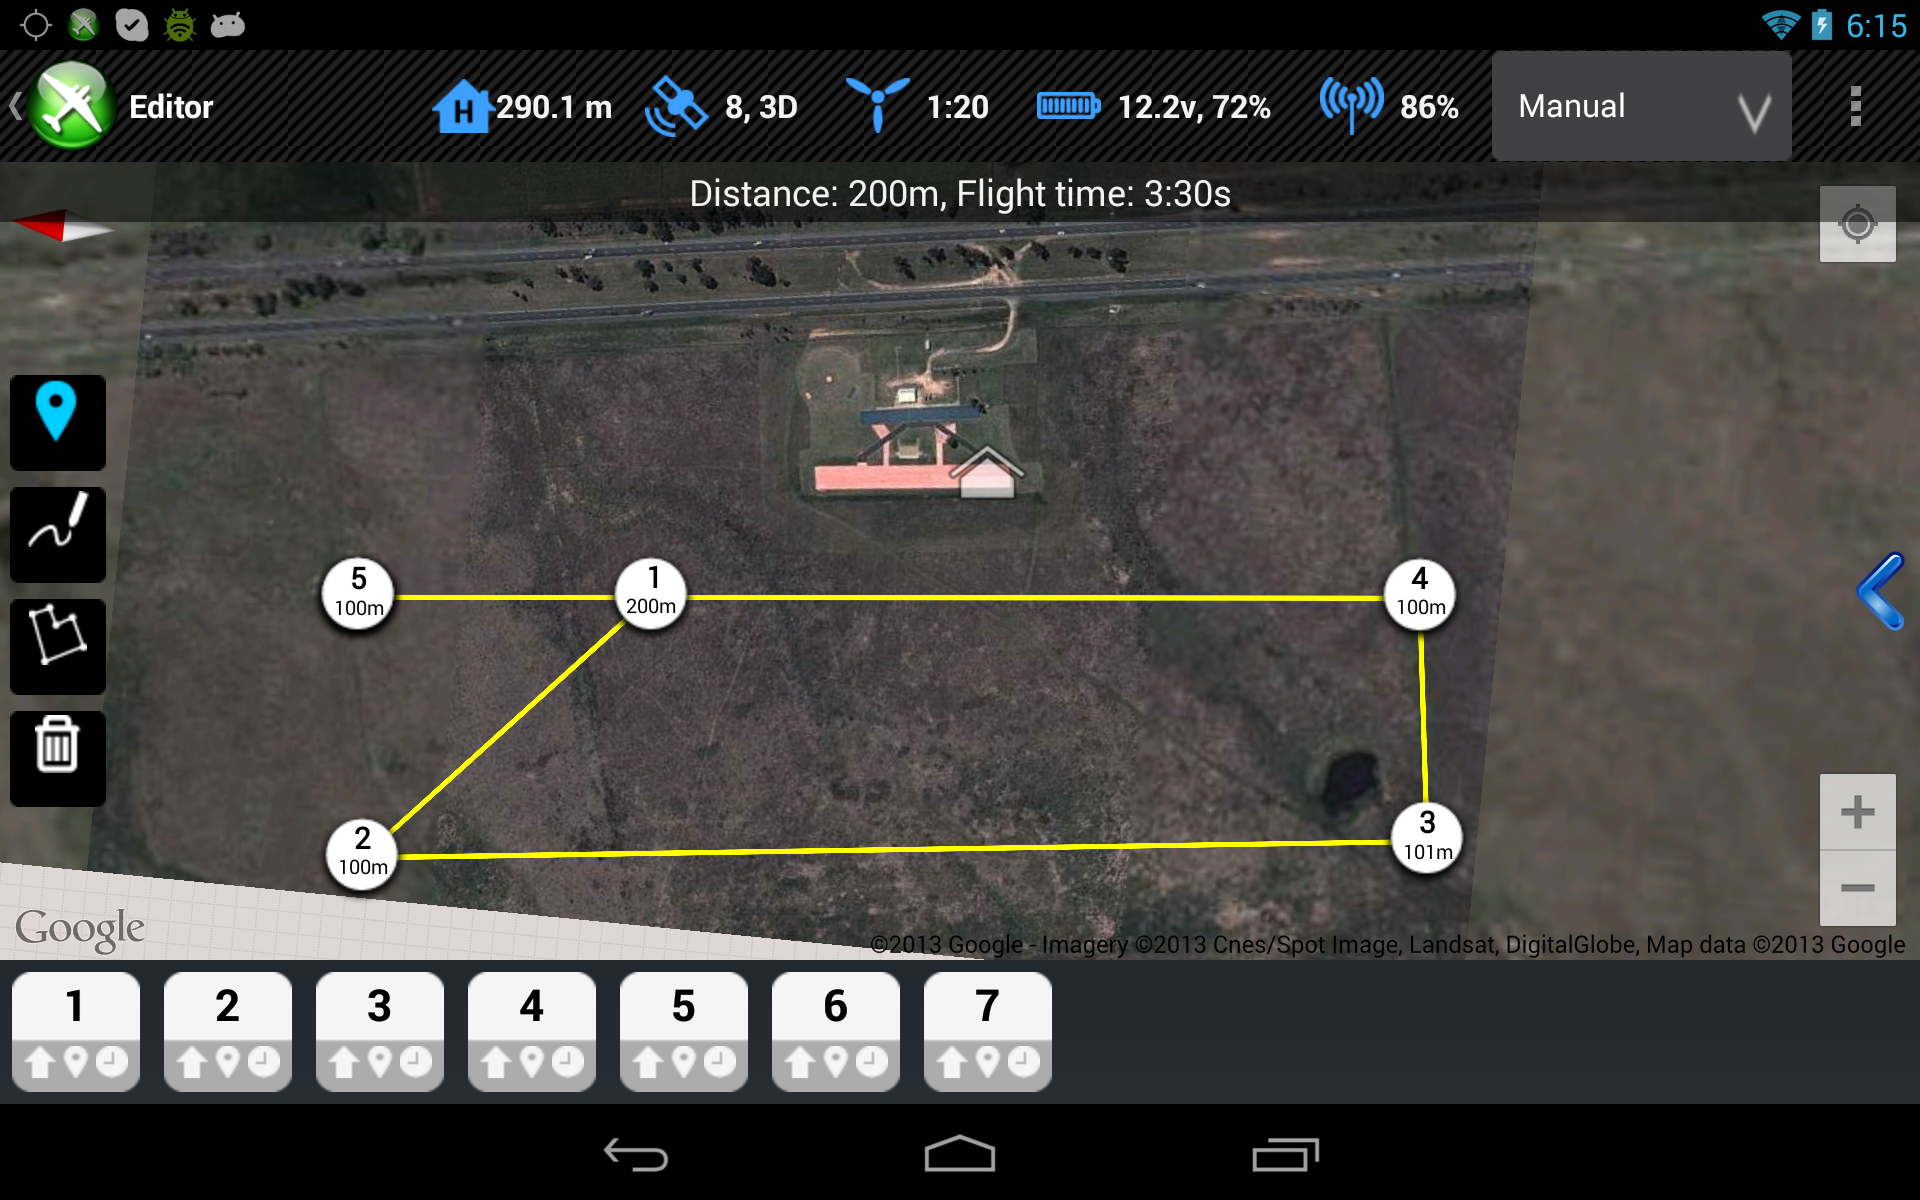 6:15
Editor
H 290.1 m
8, 3D
1:20
12.2v, 72%
86%
Manual
Distance: 200m, Flight time: 3:30s
5
100m
1
200m
4
100m
2
100m
3
101m
Google
©2013 Google - Imagery ©2013 Cnes/Spot Image, Landsat, DigitalGlobe, Map data ©2013 Google
1 2 3 4 5 6 7